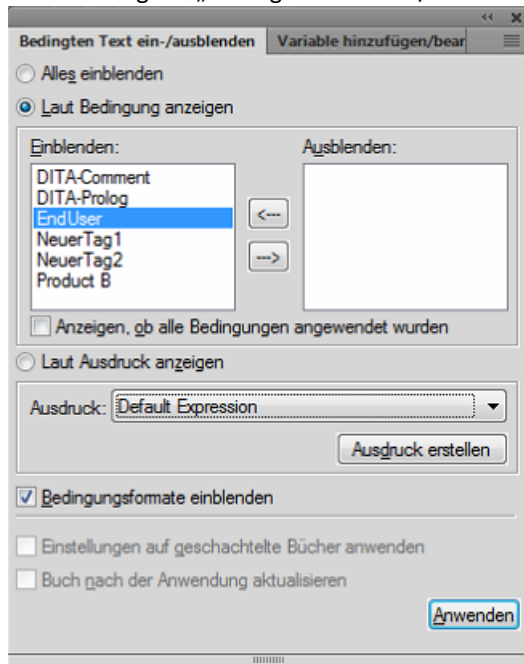 Bedingten Text ein-/ausblenden Variable hinzufügen/bear
Alles einblenden
Laut Bedingung anzeigen
Einblenden: Ausblenden:
DITA-Comment
DITA-Prolog
EndUser
<---
NeuerTag1
NeuerTag2
--->
Product B
Anzeigen, ob alle Bedingungen angewendet wurden
Laut Ausdruck anzeigen
Ausdruck: Default Expression
Ausdruck erstellen
Bedingungsformate einblenden
Einstellungen auf geschachtelte Bücher anwenden
Buch nach der Anwendung aktualisieren
Anwenden